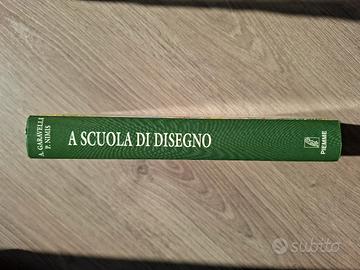 A. GARAVELLI
P. NIMIS
A SCUOLA DI DISEGNO
PIEMME
subito